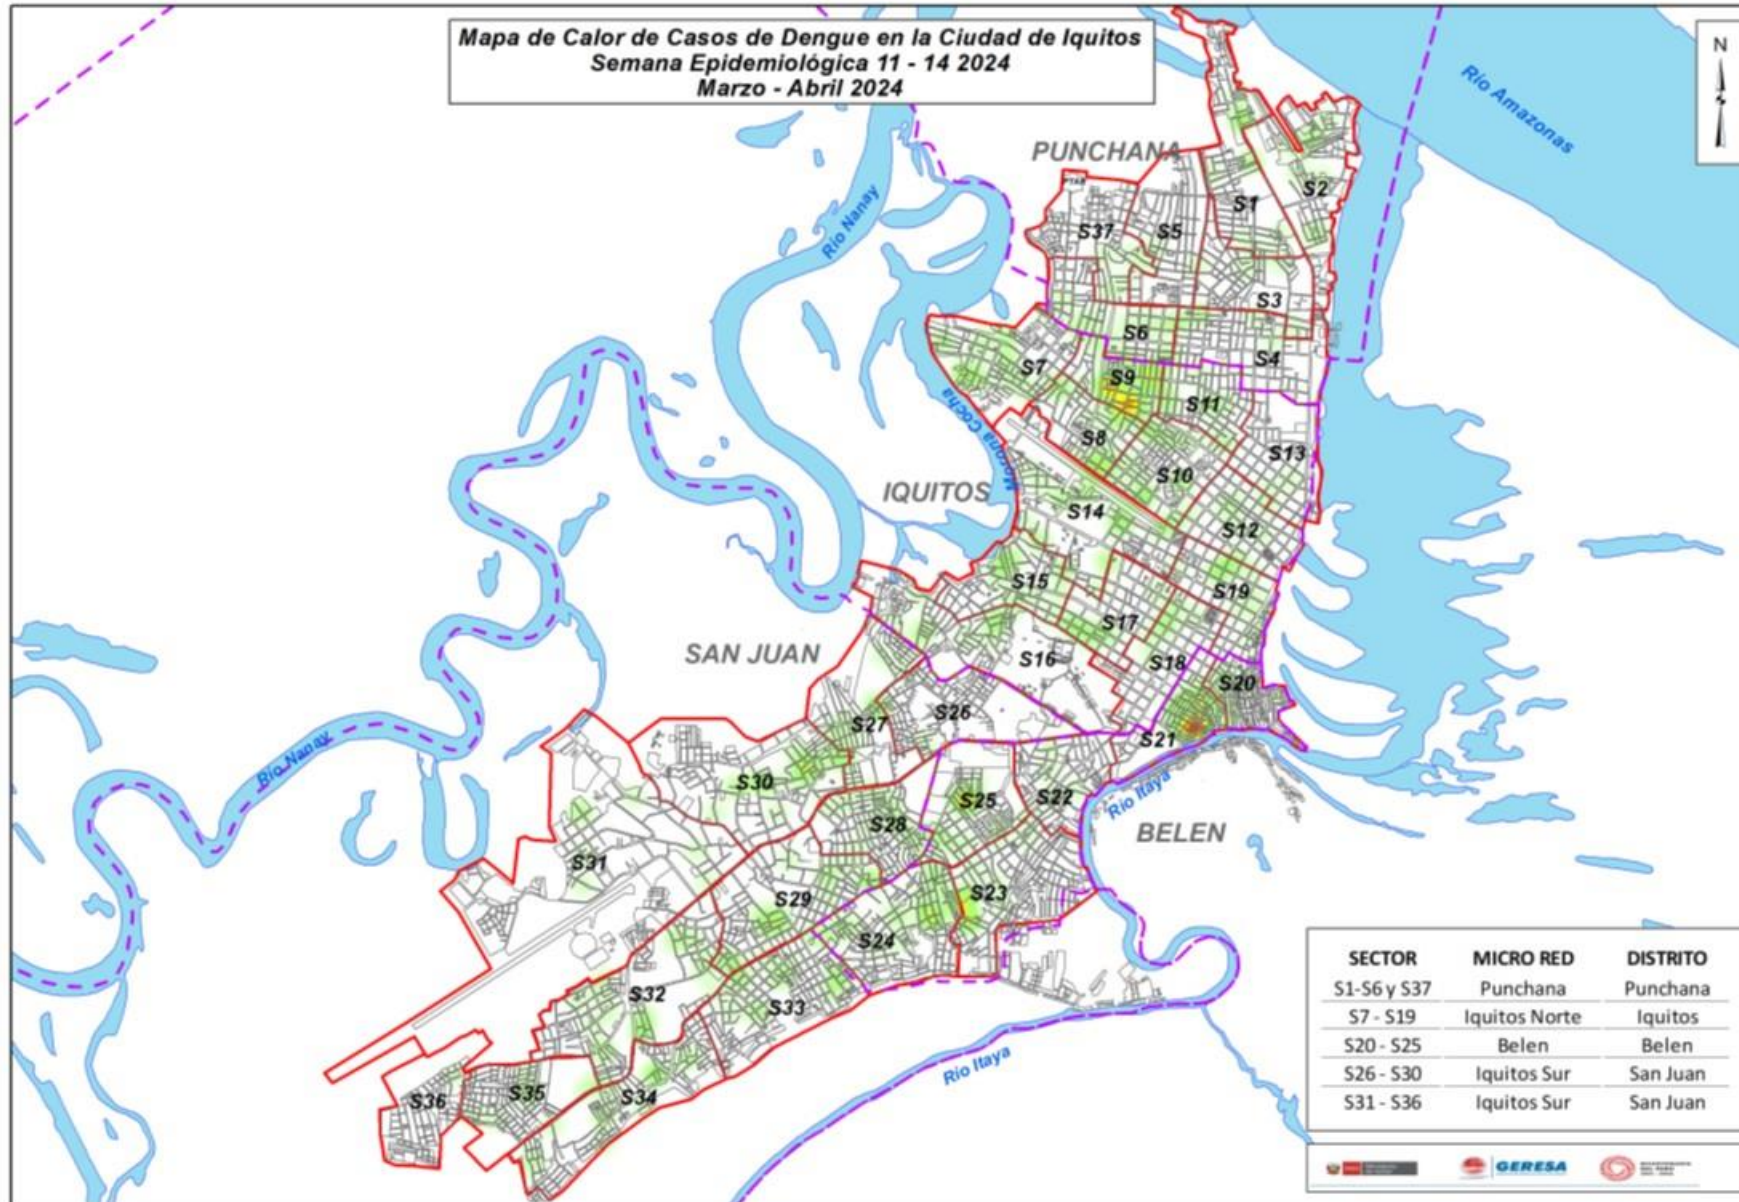 Mapa de Calor de Casos de Dengue en la Ciudad de Iquitos
Semana Epidemiológica 11 - 14 2024
Marzo - Abril 2024
N
Río Amazonas
PUNCHANA
Río Nanay
PTAR
S1
S2
S37
S5
S3
S6
S4
S7
S9
S11
Morona Cocha
S8
S13
S10
IQUITOS
S14
S12
S15
S19
S17
SAN JUAN
S16
S18
S20
S26
S27
S21
Río Nanay
S30
S25
S22
Río Itaya
S28
BELEN
S31
S29
S23
S24
S32
S33
Río Itaya
S35
S34
S36
SECTOR MICRO RED DISTRITO
S1-S6 y S37 Punchana Punchana
S7 - S19 Iquitos Norte Iquitos
S20 - S25 Belen Belen
S26 - S30 Iquitos Sur San Juan
S31 - S36 Iquitos Sur San Juan
GERESA